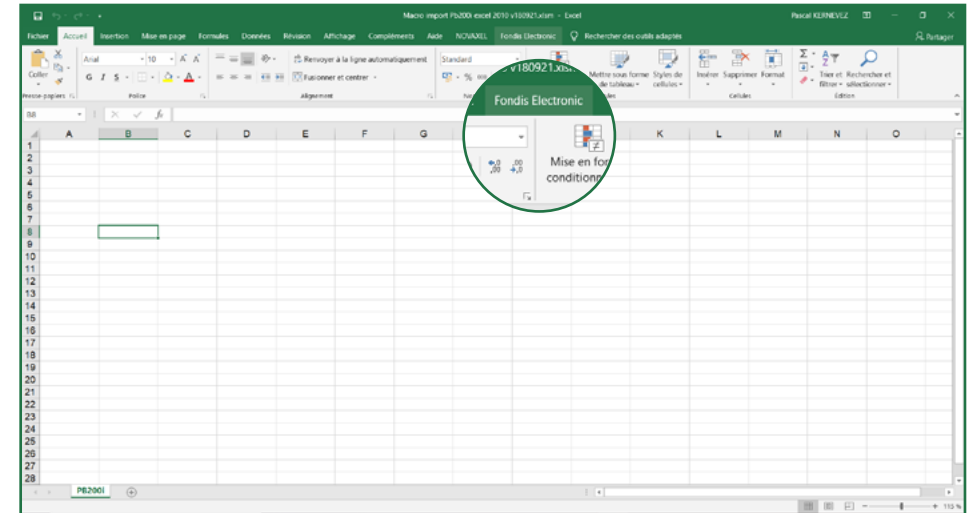 Macro import Pb200i excel 2010 v180921.xlsm - Excel
Pascal KERNEVEZ
Fichier Accueil Insertion Mise en page Formules Données Révision Affichage Compléments Aide NOVAXEL Fondis Electronic Rechercher des outils adaptés Partager
Coller
Arial 10
G I S
Renvoyer à la ligne automatiquement
Fusionner et centrer
Standard
Mettre sous forme de tableau
Styles de cellules
Insérer Supprimer Format
Trier et filtrer
Rechercher et sélectionner
Presse-papiers Police Alignement Cellules Édition
v180921.xlsm
Fondis Electronic
Mise en for
conditionn
B8
A B C D E F G K L M N O
1
2
3
4
5
6
7
8
9
10
11
12
13
14
15
16
17
18
19
20
21
22
23
24
25
26
27
28
PB200i
110 %